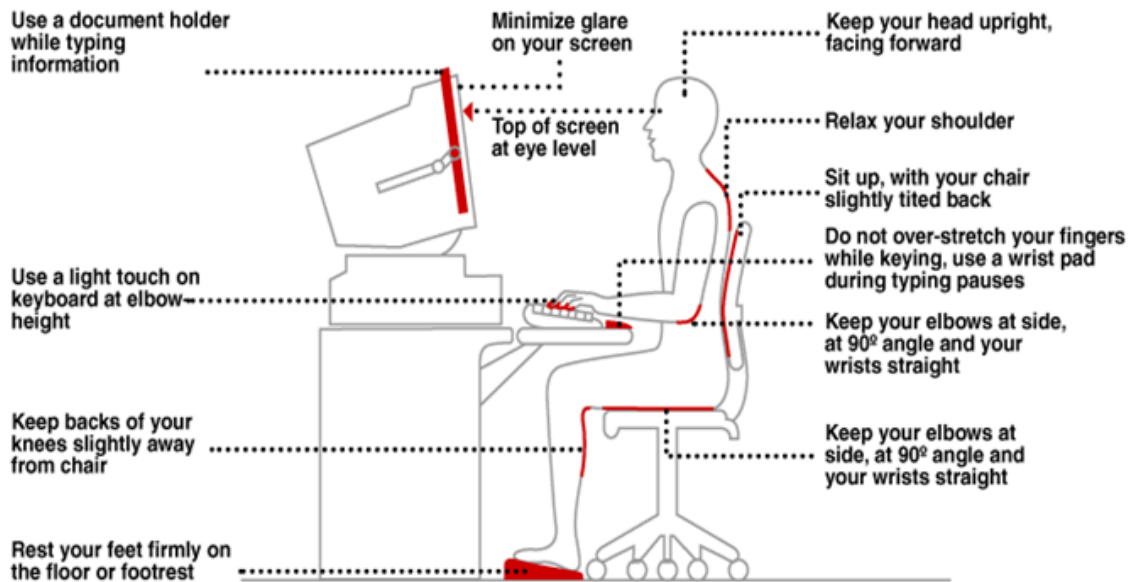 Use a document holder
while typing
information
Minimize glare
on your screen
Keep your head upright,
facing forward
Top of screen
at eye level
Relax your shoulder
Sit up, with your chair
slightly tited back
Do not over-stretch your fingers
while keying, use a wrist pad
during typing pauses
Use a light touch on
keyboard at elbow-
height
Keep your elbows at side,
at 90º angle and your
wrists straight
Keep backs of your
knees slightly away
from chair
Keep your elbows at
side, at 90º angle and
your wrists straight
Rest your feet firmly on
the floor or footrest